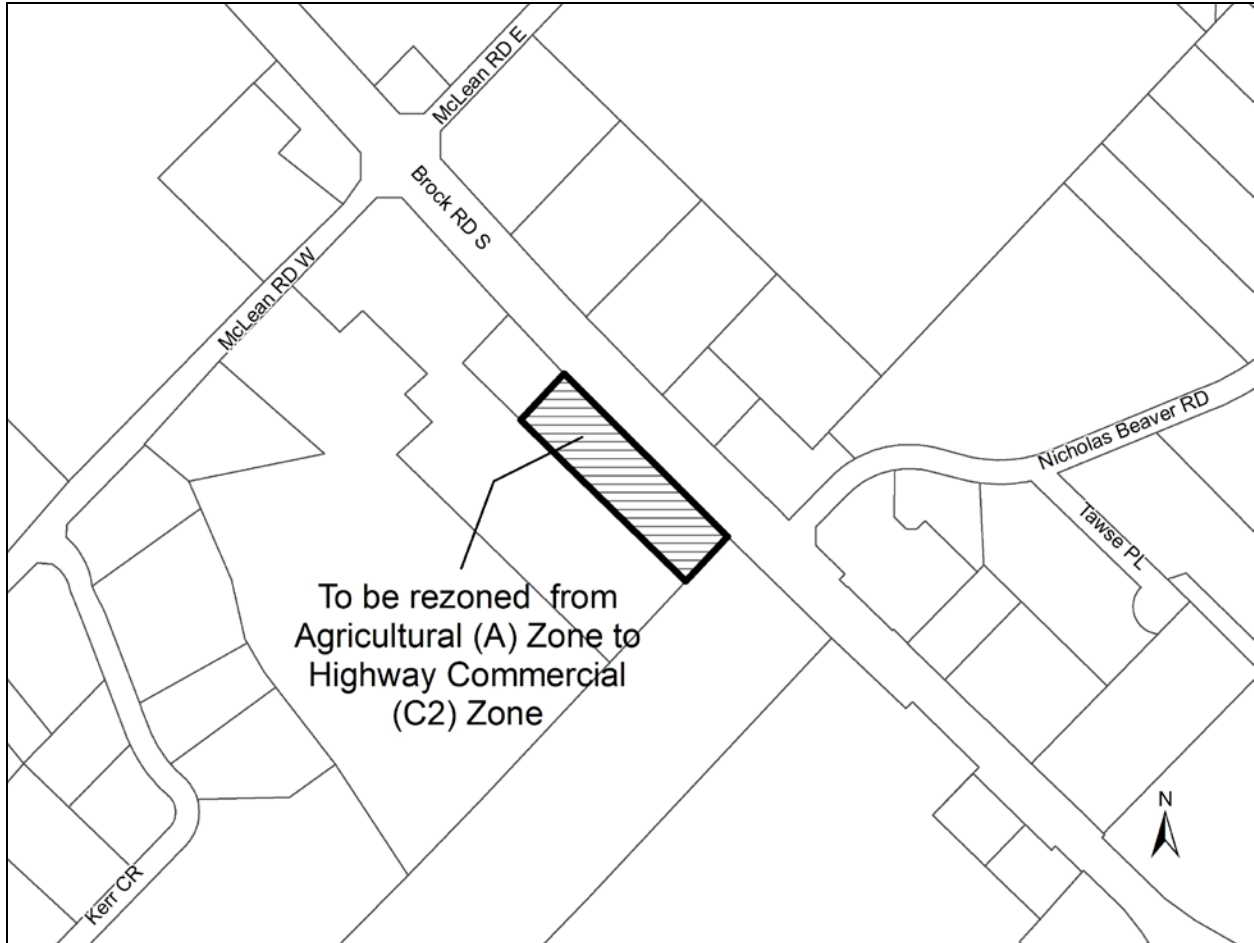 McLean RD E
Brock RD S
McLean RD W
Nicholas Beaver RD
Tawse PL
To be rezoned from
Agricultural (A) Zone to
Highway Commercial
(C2) Zone
N
Kerr CR